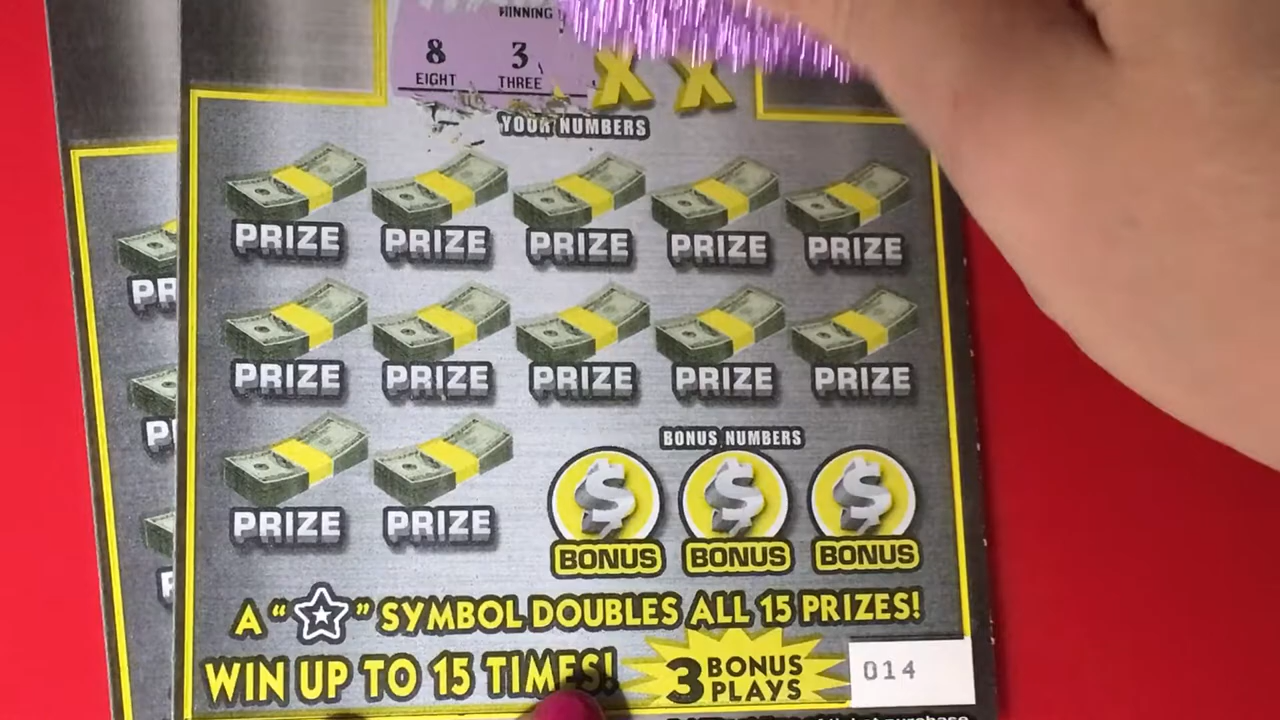 WINNING
8 3
EIGHT THREE
X X
YOUR NUMBERS
PRIZE PRIZE PRIZE PRIZE PRIZE
PRIZE PRIZE PRIZE PRIZE PRIZE
BONUS NUMBERS
PRIZE PRIZE $ $ $
BONUS BONUS BONUS
A “☆” SYMBOL DOUBLES ALL 15 PRIZES!
WIN UP TO 15 TIMES!
3 BONUS PLAYS
014
ticket purchase